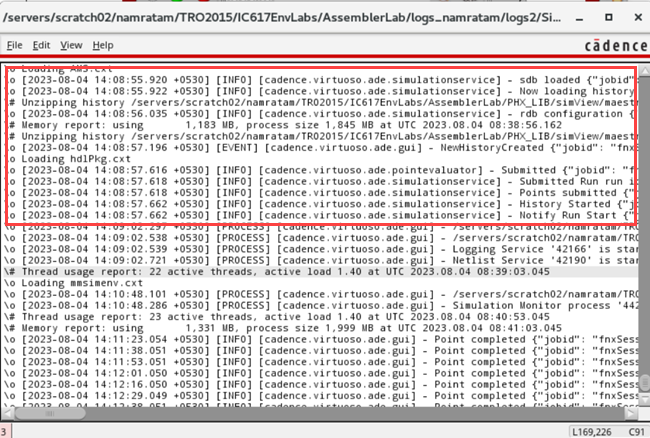 /servers/scratch02/namratam/TRO2015/IC617EnvLabs/AssemblerLab/logs_namratam/logs2/Si...
File Edit View Help
cādence
\o Loading AMS.cxt
\o [2023-08-04 14:08:55.920 +0530] [INFO] [cadence.virtuoso.ade.simulationservice] - sdb loaded {"jobid"
\o [2023-08-04 14:08:55.922 +0530] [INFO] [cadence.virtuoso.ade.simulationservice] - Now loading history
# Unzipping history /servers/scratch02/namratam/TRO2015/IC617EnvLabs/AssemblerLab/PHX_LIB/simView/maest
\o [2023-08-04 14:08:56.035 +0530] [INFO] [cadence.virtuoso.ade.simulationservice] - rdb configuration {
\# Memory report: using 1,183 MB, process size 1,845 MB at UTC 2023.08.04 08:38:56.162
# Unzipping history /servers/scratch02/namratam/TRO2015/IC617EnvLabs/AssemblerLab/PHX_LIB/simView/maest
\o [2023-08-04 14:08:57.196 +0530] [EVENT] [cadence.virtuoso.ade.gui] - NewHistoryCreated {"jobid": "fnx
\o Loading hdlPkg.cxt
\o [2023-08-04 14:08:57.616 +0530] [INFO] [cadence.virtuoso.ade.pointevaluator] - Submitted {"jobid": "f
\o [2023-08-04 14:08:57.618 +0530] [INFO] [cadence.virtuoso.ade.simulationservice] - Submitted Run run i
\o [2023-08-04 14:08:57.618 +0530] [INFO] [cadence.virtuoso.ade.simulationservice] - Points submitted {"
\o [2023-08-04 14:08:57.662 +0530] [INFO] [cadence.virtuoso.ade.simulationservice] - History Started {"j
\o [2023-08-04 14:08:57.662 +0530] [INFO] [cadence.virtuoso.ade.simulationservice] - Notify Run Start {"
\o [2023-08-04 14:09:02.297 +0530] [PROCESS] [cadence.virtuoso.ade.gui] - /servers/scratch02/namratam/TR
\o [2023-08-04 14:09:02.538 +0530] [PROCESS] [cadence.virtuoso.ade.gui] - /servers/scratch02/namratam/TR
\o [2023-08-04 14:09:02.539 +0530] [PROCESS] [cadence.virtuoso.ade.gui] - Logging Service '42166' is star
\o [2023-08-04 14:09:02.721 +0530] [PROCESS] [cadence.virtuoso.ade.gui] - Netlist Service '42190' is star
\# Thread usage report: 22 active threads, active load 1.40 at UTC 2023.08.04 08:39:03.045
\o Loading mmsimenv.cxt
\o [2023-08-04 14:10:48.101 +0530] [PROCESS] [cadence.virtuoso.ade.gui] - /servers/scratch02/namratam/TRO
\o [2023-08-04 14:10:48.286 +0530] [PROCESS] [cadence.virtuoso.ade.gui] - Simulation Monitor process '442
\# Thread usage report: 23 active threads, active load 1.40 at UTC 2023.08.04 08:40:53.045
\# Memory report: using 1,331 MB, process size 1,999 MB at UTC 2023.08.04 08:41:03.045
\o [2023-08-04 14:11:23.054 +0530] [INFO] [cadence.virtuoso.ade.gui] - Point completed {"jobid": "fnxSes
\o [2023-08-04 14:11:38.051 +0530] [INFO] [cadence.virtuoso.ade.gui] - Point completed {"jobid": "fnxSes
\o [2023-08-04 14:11:53.051 +0530] [INFO] [cadence.virtuoso.ade.gui] - Point completed {"jobid": "fnxSes
\o [2023-08-04 14:12:01.050 +0530] [INFO] [cadence.virtuoso.ade.gui] - Point completed {"jobid": "fnxSes
\o [2023-08-04 14:12:16.050 +0530] [INFO] [cadence.virtuoso.ade.gui] - Point completed {"jobid": "fnxSes
\o [2023-08-04 14:12:29.049 +0530] [INFO] [cadence.virtuoso.ade.gui] - Point completed {"jobid": "fnxSes
3 L169,226 C91